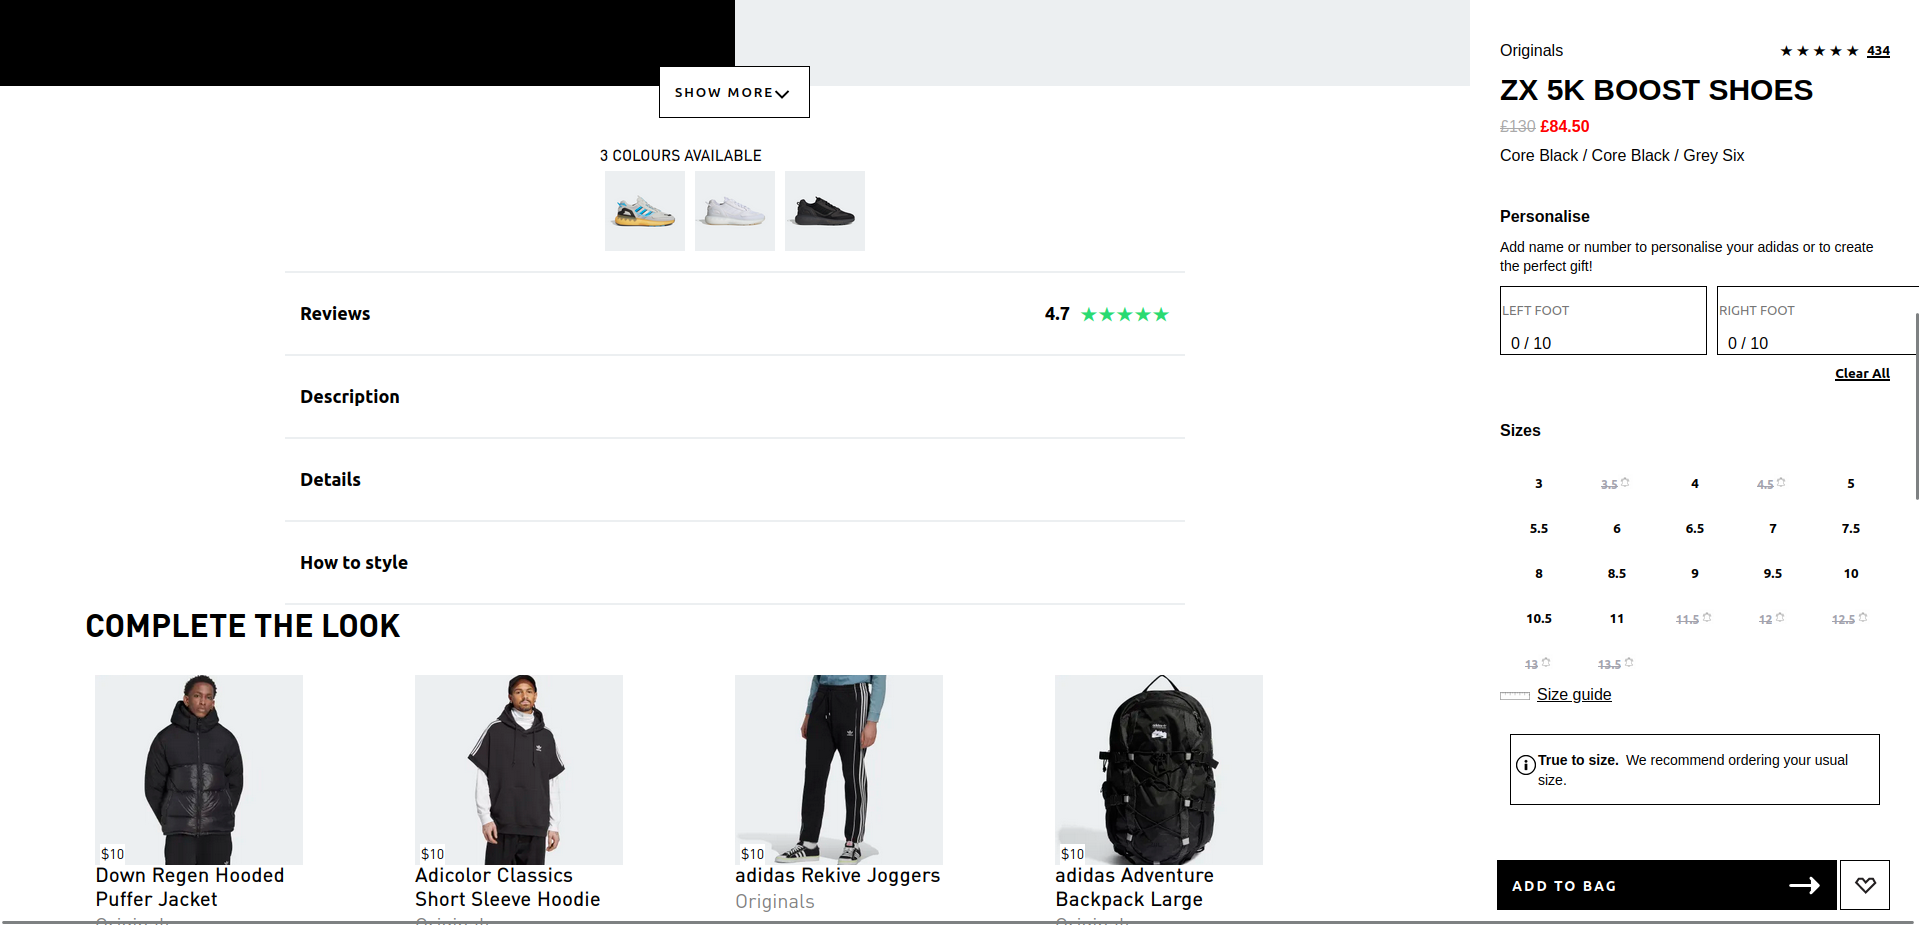 SHOW MORE
3 COLOURS AVAILABLE
Reviews
4.7
Description
Details
How to style
COMPLETE THE LOOK
$10
Down Regen Hooded
Puffer Jacket
$10
Adicolor Classics
Short Sleeve Hoodie
$10
adidas Rekive Joggers
Originals
$10
adidas Adventure
Backpack Large
Originals
434
ZX 5K BOOST SHOES
£130 £84.50
Core Black / Core Black / Grey Six
Personalise
Add name or number to personalise your adidas or to create
the perfect gift!
LEFT FOOT
0 / 10
RIGHT FOOT
0 / 10
Clear All
Sizes
3 3.5 4 4.5 5
5.5 6 6.5 7 7.5
8 8.5 9 9.5 10
10.5 11 11.5 12 12.5
13 13.5
Size guide
True to size. We recommend ordering your usual
size.
ADD TO BAG